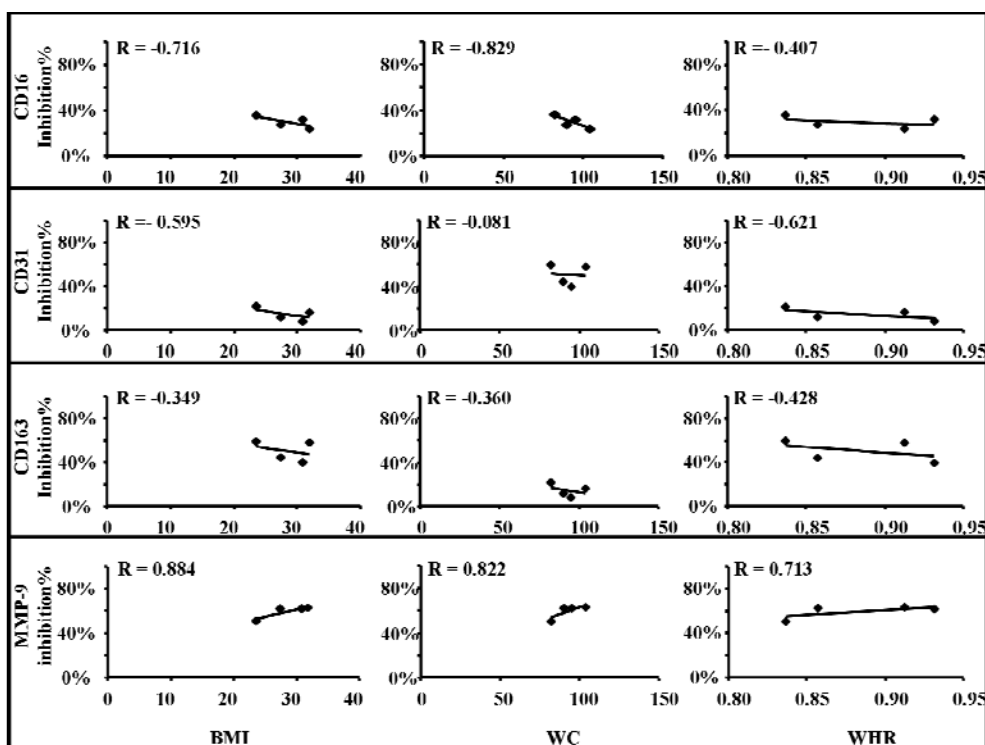 R = -0.716
R = -0.829
R =- 0.407
CD16
Inhibition%
80%
40%
0%
0 10 20 30 40
80%
40%
0%
0 50 100 150
80%
40%
0%
0.80 0.85 0.90 0.95
R =- 0.595
R = -0.081
R = -0.621
CD31
Inhibition%
80%
40%
0%
0 10 20 30 40
80%
40%
0%
0 50 100 150
80%
40%
0%
0.80 0.85 0.90 0.95
R = -0.349
R = -0.360
R = -0.428
CD163
Inhibition%
80%
40%
0%
0 10 20 30 40
80%
40%
0%
0 50 100 150
80%
40%
0%
0.80 0.85 0.90 0.95
R = 0.884
R = 0.822
R = 0.713
MMP-9
inhibition%
80%
40%
0%
0 10 20 30 40
80%
40%
0%
0 50 100 150
80%
40%
0%
0.80 0.85 0.90 0.95
BMI
WC
WHR